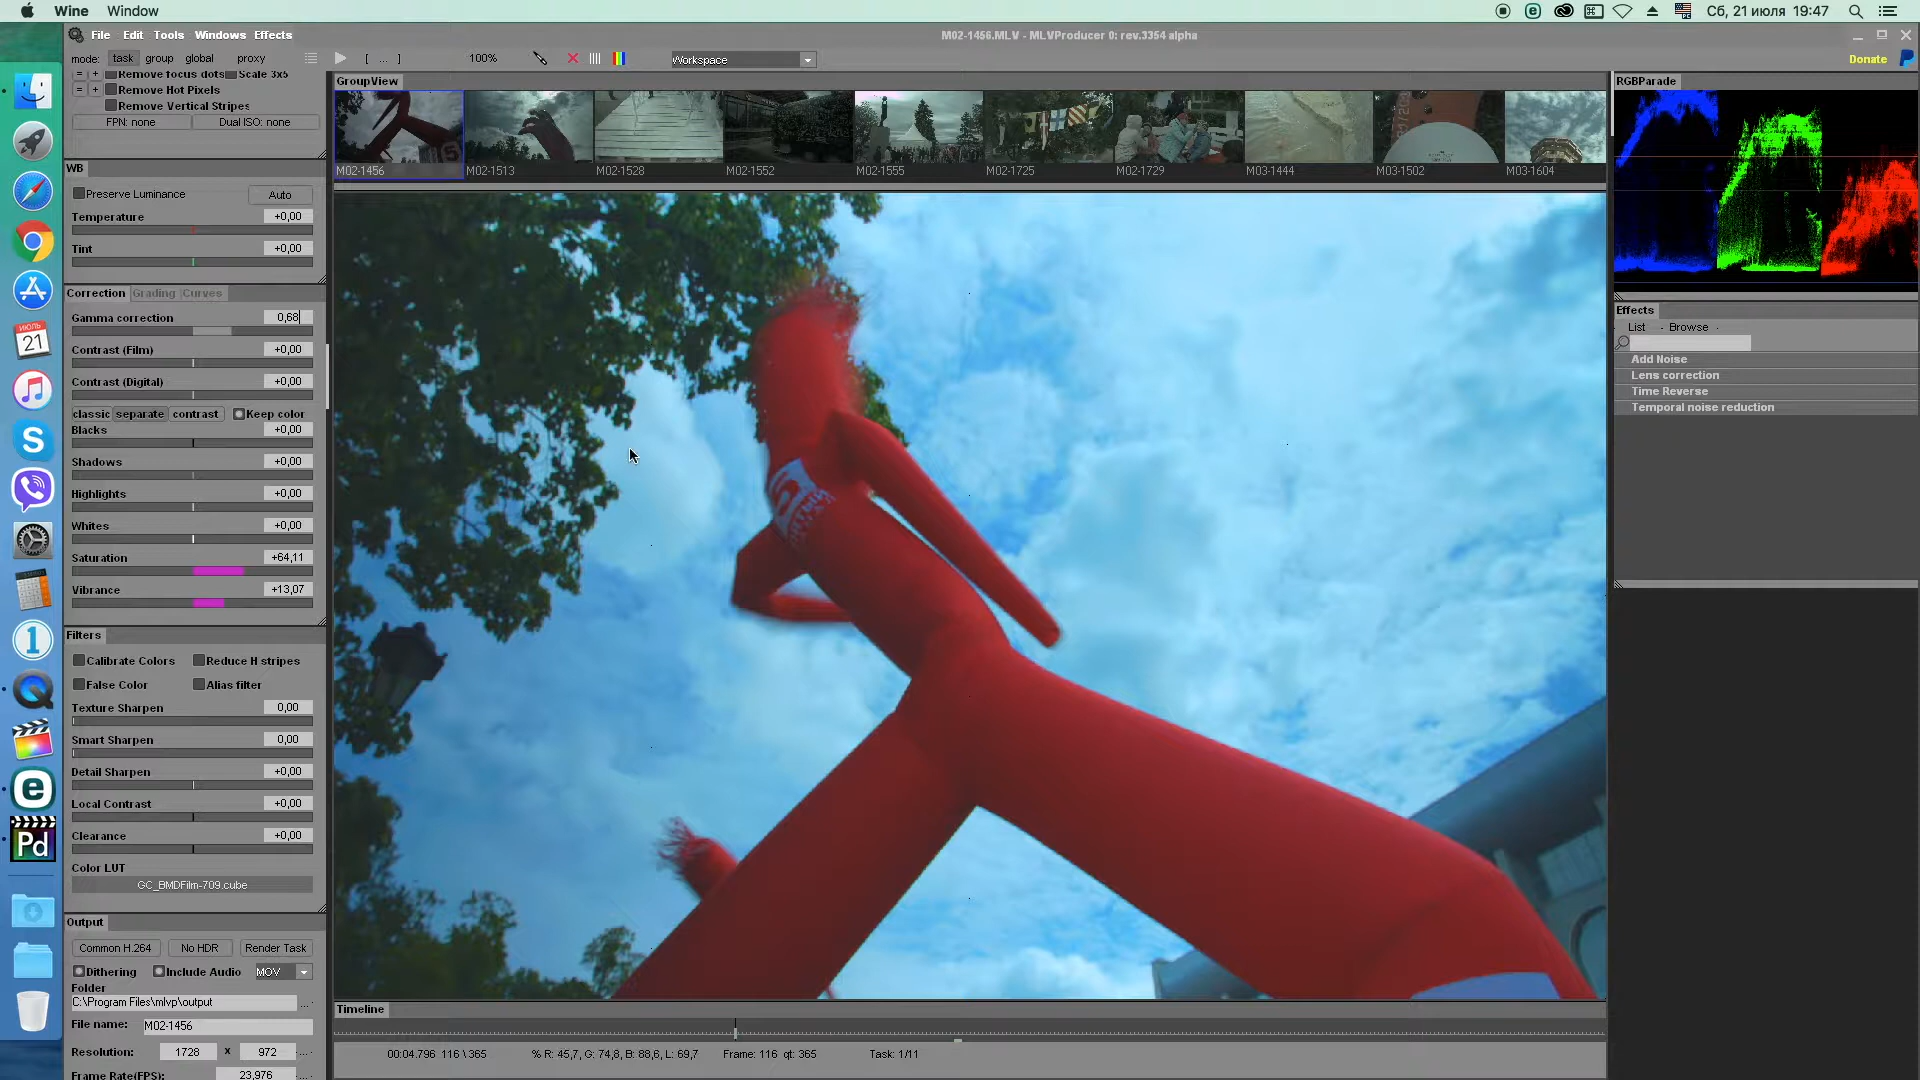 Wine Window
Сб, 21 июля 19:47
File Edit Tools Windows Effects
M02-1456.MLV - MLVProducer 0: rev.3354 alpha
mode: task group global proxy
[ ... ]
100%
Workspace
Donate
Remove focus dots Scale 3x5
= + Remove Hot Pixels
Remove Vertical Stripes
FPN: none Dual ISO: none
GroupView
M02-1456 M02-1513 M02-1528 M02-1552 M02-1555 M02-1725 M02-1729 M03-1444 M03-1502 M03-1604
RGBParade
WB
Preserve Luminance Auto
Temperature +0,00
Tint +0,00
Correction Grading Curves
Gamma correction 0,68
Contrast (Film) +0,00
Contrast (Digital) +0,00
classic separate contrast Keep color
Blacks +0,00
Shadows +0,00
Highlights +0,00
Whites +0,00
Saturation +64,11
Vibrance +13,07
Filters
Calibrate Colors Reduce H stripes
False Color Alias filter
Texture Sharpen 0,00
Smart Sharpen 0,00
Detail Sharpen +0,00
Local Contrast +0,00
Clearance +0,00
Color LUT
GC_BMDFilm-709.cube
Output
Common H.264 No HDR Render Task
Dithering Include Audio MOV
Folder
C:\Program Files\mlvp\output ...
File name: M02-1456
Resolution: 1728 x 972 ...
Frame Rate(FPS): 23,976
Effects
List Browse
Add Noise
Lens correction
Time Reverse
Temporal noise reduction
Timeline
00:04.796 116 \ 365 % R: 45,7, G: 74,8, B: 88,6, L: 69,7 Frame: 116 qt: 365 Task: 1/11
ИЮЛЬ
21
1
Pd
5